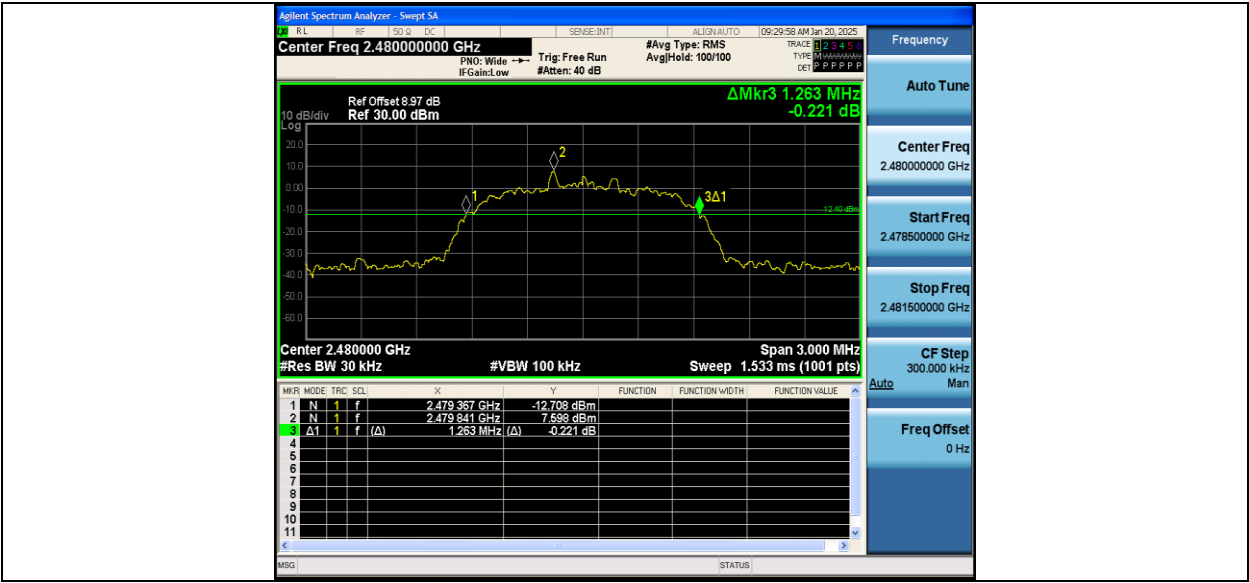 Agilent Spectrum Analyzer - Swept SA
RL RF 50 Ω DC SENSE:INT ALIGN AUTO 09:29:58 AM Jan 20, 2025
Center Freq 2.480000000 GHz
PNO: Wide
IFGain:Low
Trig: Free Run
#Atten: 40 dB
#Avg Type: RMS
Avg|Hold: 100/100
TRACE 1 2 3 4 5 6
TYPE M
DET P P P P P P
ΔMkr3 1.263 MHz
-0.221 dB
Ref Offset 8.97 dB
10 dB/div Ref 30.00 dBm
Log
20.0
10.0
0.00
-10.0
-20.0
-30.0
-40.0
-50.0
-60.0
1
2
3Δ1
-12.40 dBm
Center 2.480000 GHz Span 3.000 MHz
#Res BW 30 kHz #VBW 100 kHz Sweep 1.533 ms (1001 pts)
MKR MODE TRC SCL X Y FUNCTION FUNCTION WIDTH FUNCTION VALUE
1 N 1 f 2.479 367 GHz -12.708 dBm
2 N 1 f 2.479 841 GHz 7.598 dBm
3 Δ1 1 f (Δ) 1.263 MHz (Δ) -0.221 dB
4
5
6
7
8
9
10
11
MSG STATUS
Frequency
Auto Tune
Center Freq
2.480000000 GHz
Start Freq
2.478500000 GHz
Stop Freq
2.481500000 GHz
CF Step
300.000 kHz
Auto Man
Freq Offset
0 Hz